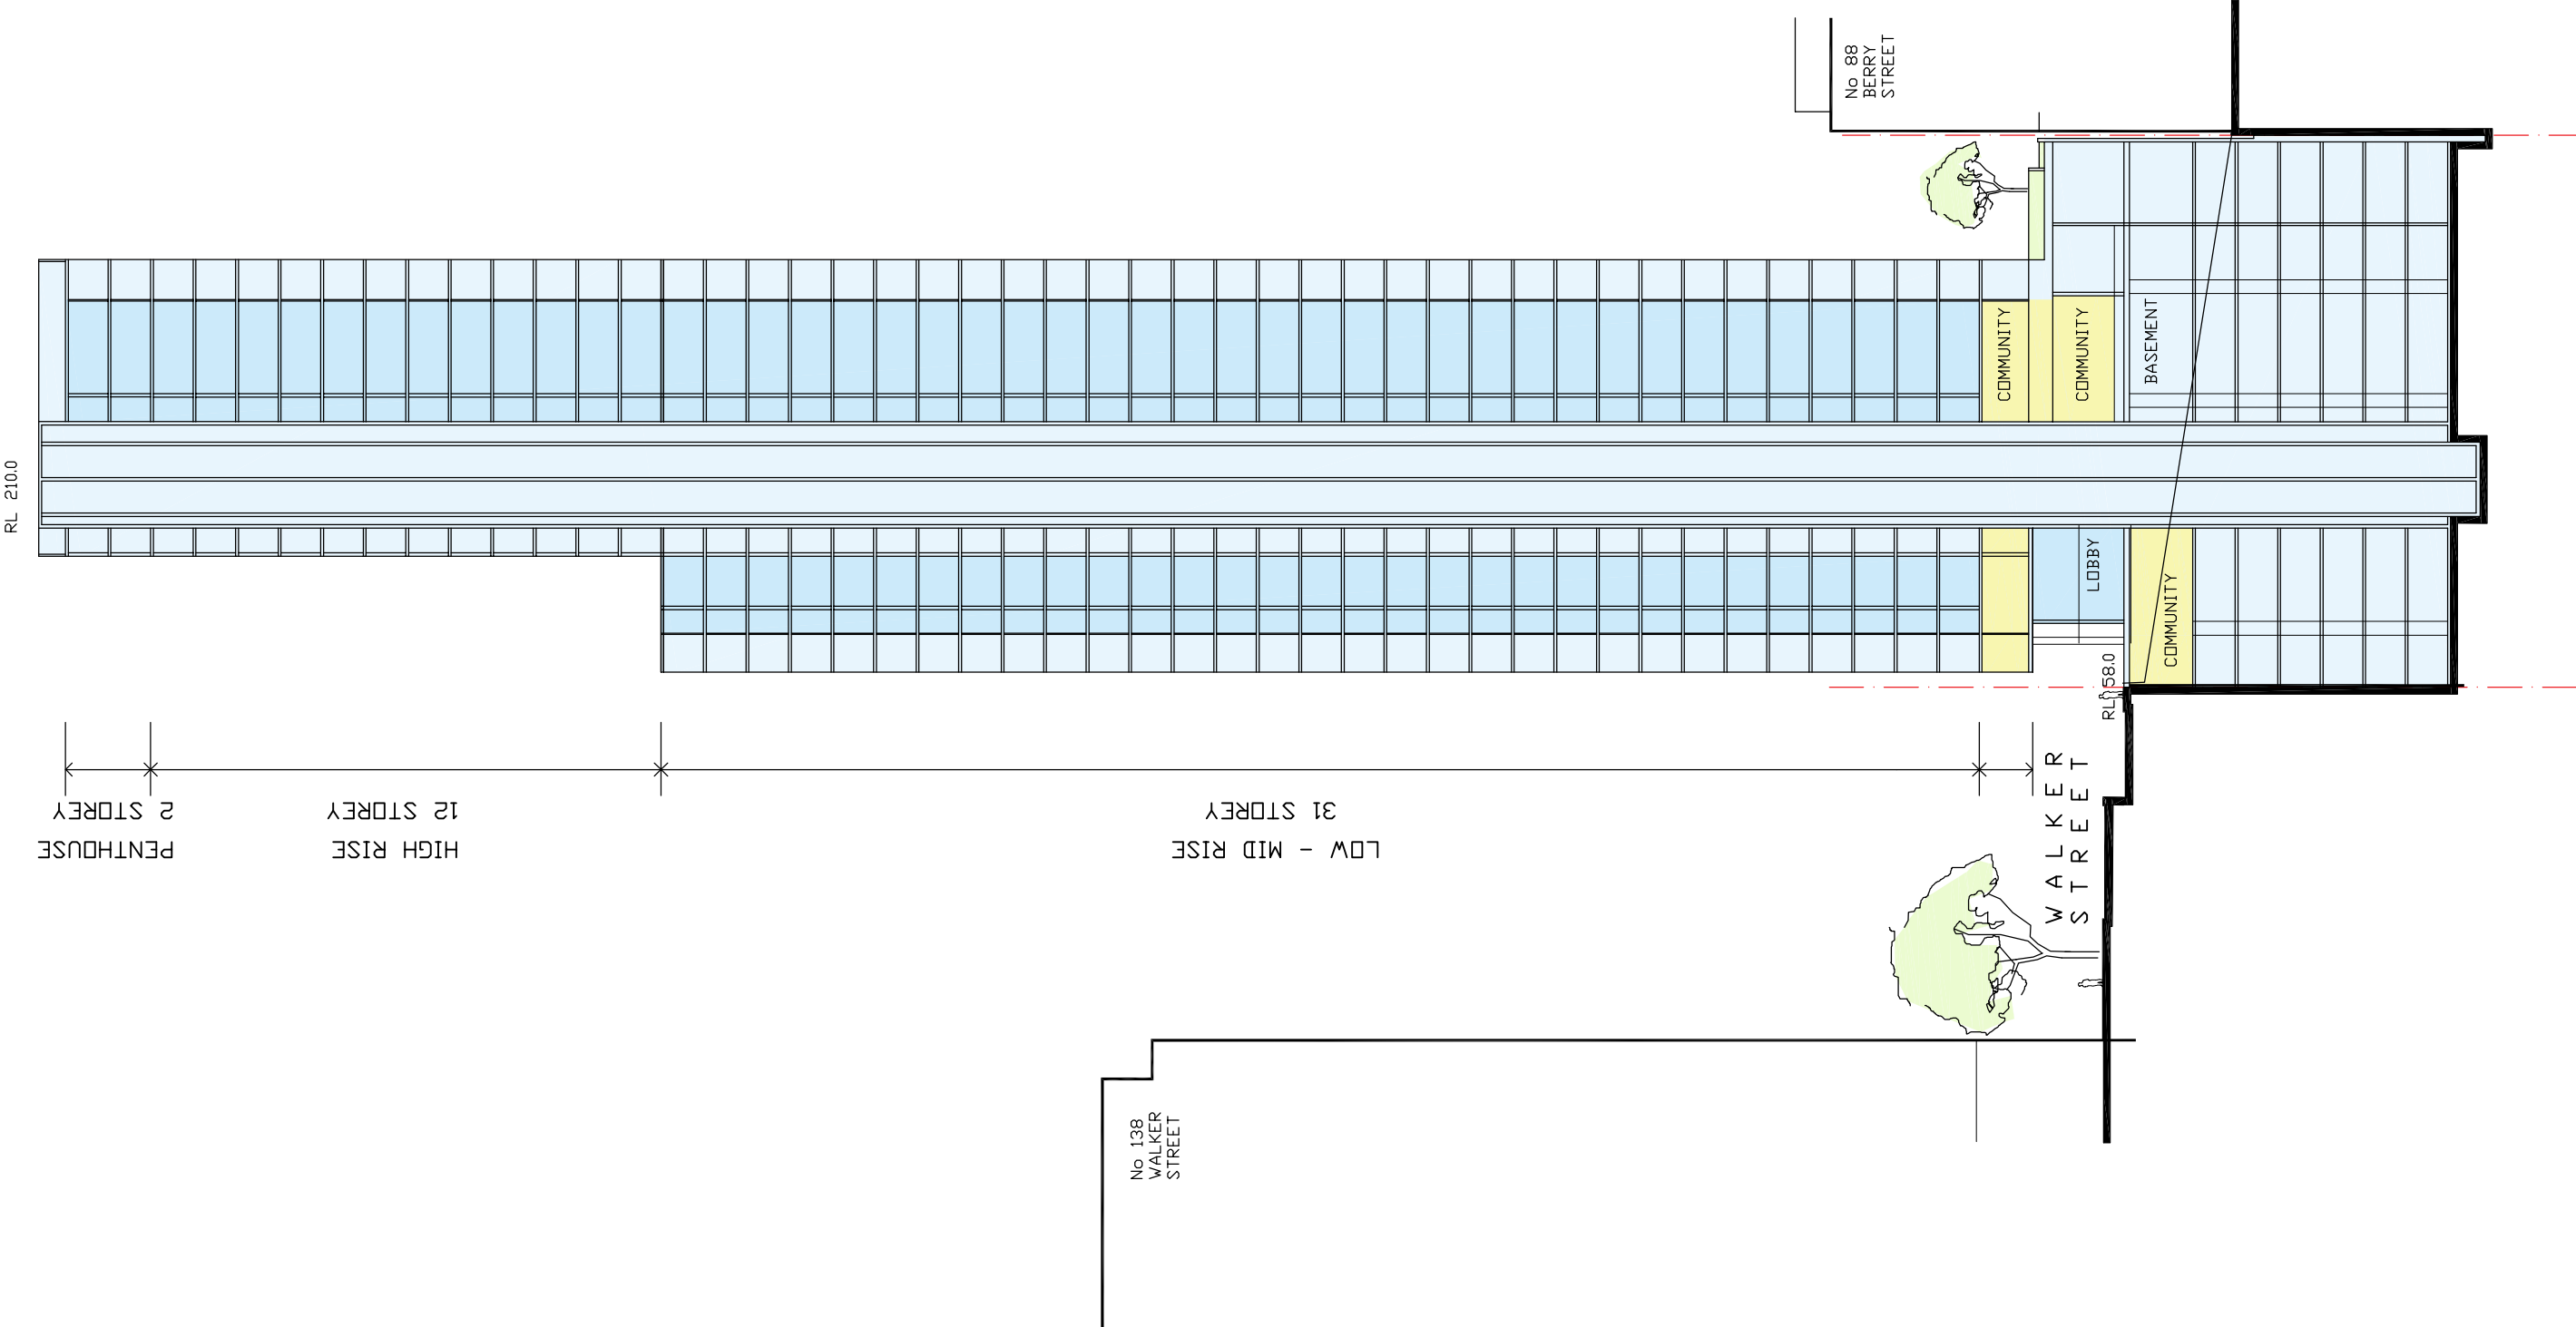 RL 210.0
No 88
BERRY
STREET
COMMUNITY
COMMUNITY
BASEMENT
LOBBY
COMMUNITY
RL 58.0
WALKER
STREET
PENTHOUSE
2 STOREY
HIGH RISE
12 STOREY
LOW - MID RISE
31 STOREY
No 138
WALKER
STREET